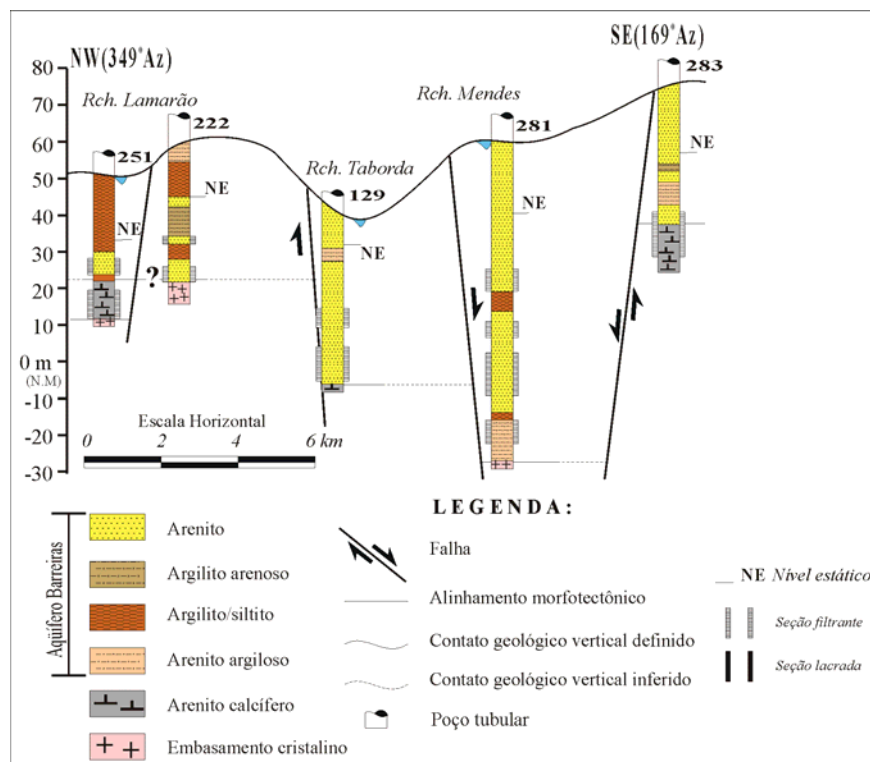 NW(349°Az)
SE(169°Az)
80
70
60
50
40
30
20
10
0 m
(N.M)
-10
-20
-30
Rch. Lamarão
Rch. Taborda
Rch. Mendes
251
222
129
281
283
NE
NE
NE
NE
NE
?
Escala Horizontal
0 2 4 6 km
LEGENDA:
Aqüífero Barreiras
Arenito
Argilito arenoso
Argilito/siltito
Arenito argiloso
Arenito calcífero
Embasamento cristalino
Falha
Alinhamento morfotectônico
Contato geológico vertical definido
Contato geológico vertical inferido
Poço tubular
NE Nível estático
Seção filtrante
Seção lacrada